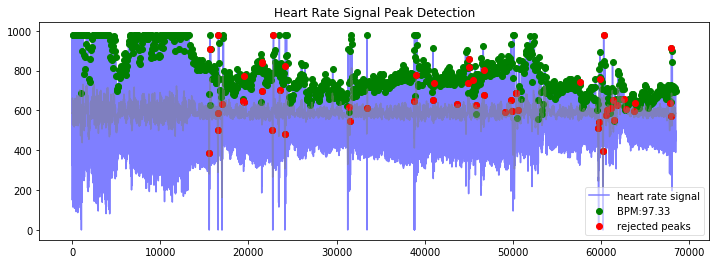 Heart Rate Signal Peak Detection
1000
800
600
400
200
0
heart rate signal
BPM:97.33
rejected peaks
0 10000 20000 30000 40000 50000 60000 70000